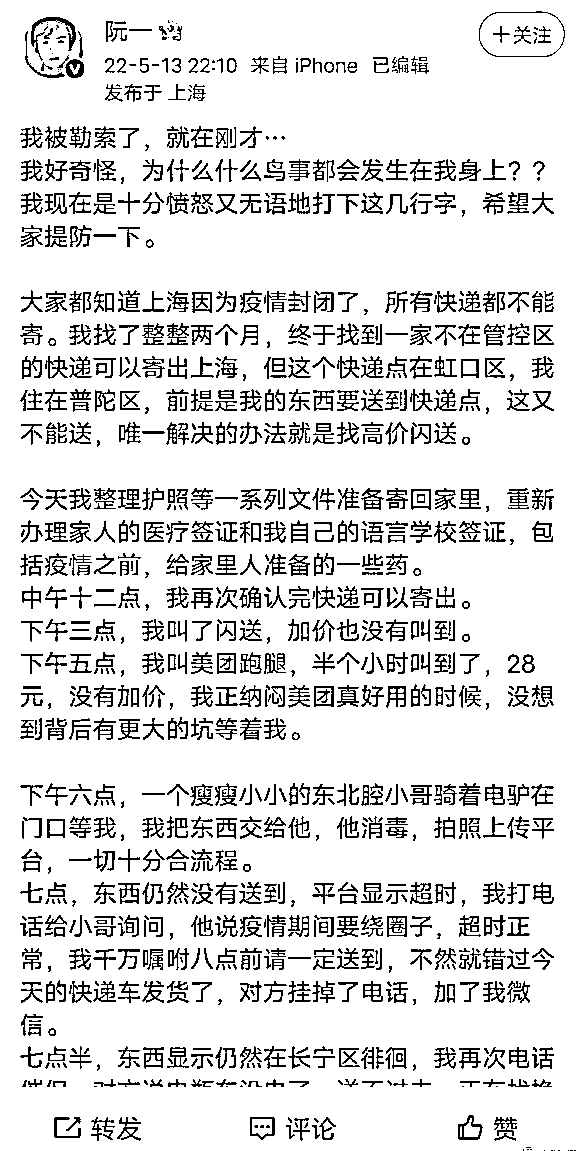 阮一
+关注
22-5-13 22:10 来自 iPhone 已编辑
发布于 上海
我被勒索了，就在刚才…
我好奇怪，为什么什么鸟事都会发生在我身上？？
我现在是十分愤怒又无语地打下这几行字，希望大
家提防一下。
大家都知道上海因为疫情封闭了，所有快递都不能
寄。我找了整整两个月，终于找到一家不在管控区
的快递可以寄出上海，但这个快递点在虹口区，我
住在普陀区，前提是我的东西要送到快递点，这又
不能送，唯一解决的办法就是找高价闪送。
今天我整理护照等一系列文件准备寄回家里，重新
办理家人的医疗签证和我自己的语言学校签证，包
括疫情之前，给家里人准备的一些药。
中午十二点，我再次确认完快递可以寄出。
下午三点，我叫了闪送，加价也没有叫到。
下午五点，我叫美团跑腿，半个小时叫到了，28
元，没有加价，我正纳闷美团真好用的时候，没想
到背后有更大的坑等着我。
下午六点，一个瘦瘦小小的东北腔小哥骑着电驴在
门口等我，我把东西交给他，他消毒，拍照上传平
台，一切十分合流程。
七点，东西仍然没有送到，平台显示超时，我打电
话给小哥询问，他说疫情期间要绕圈子，超时正
常，我千万嘱咐八点前请一定送到，不然就错过今
天的快递车发货了，对方挂掉了电话，加了我微
信。
七点半，东西显示仍然在长宁区徘徊，我再次电话
转发
评论
赞